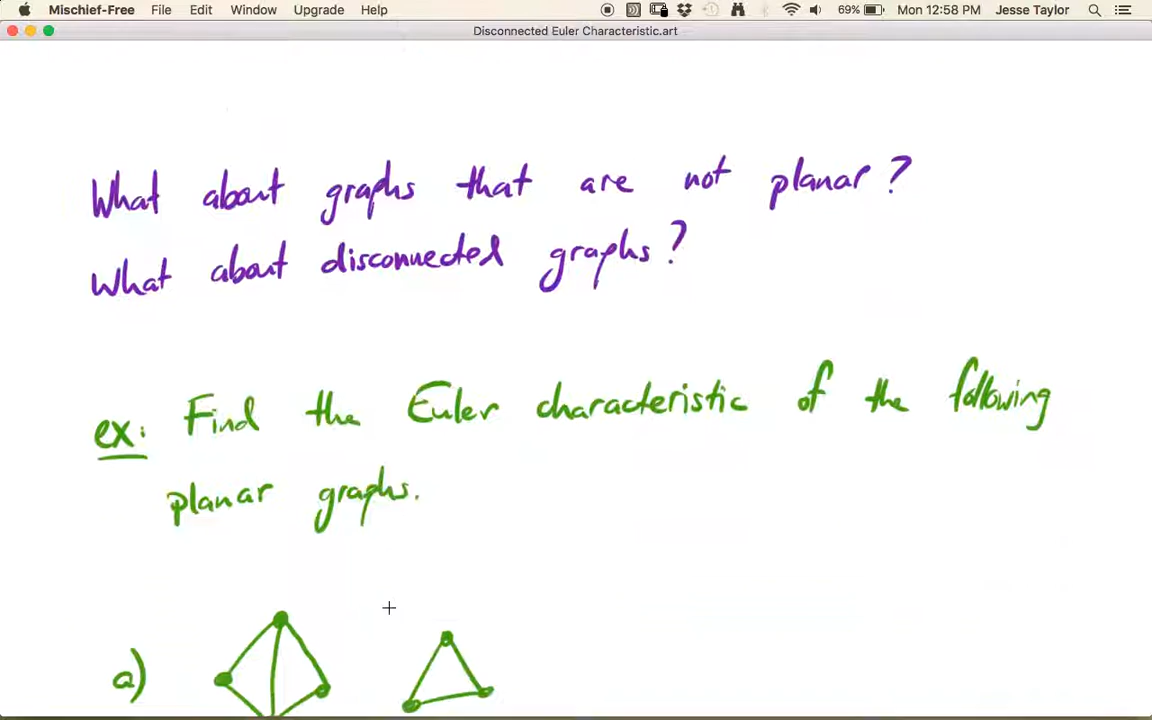 Mischief-Free File Edit Window Upgrade Help 69% Mon 12:58 PM Jesse Taylor
Disconnected Euler Characteristic.art
What about graphs that are not planar?
What about disconnected graphs?
ex: Find the Euler characteristic of the following
planar graphs.
a)